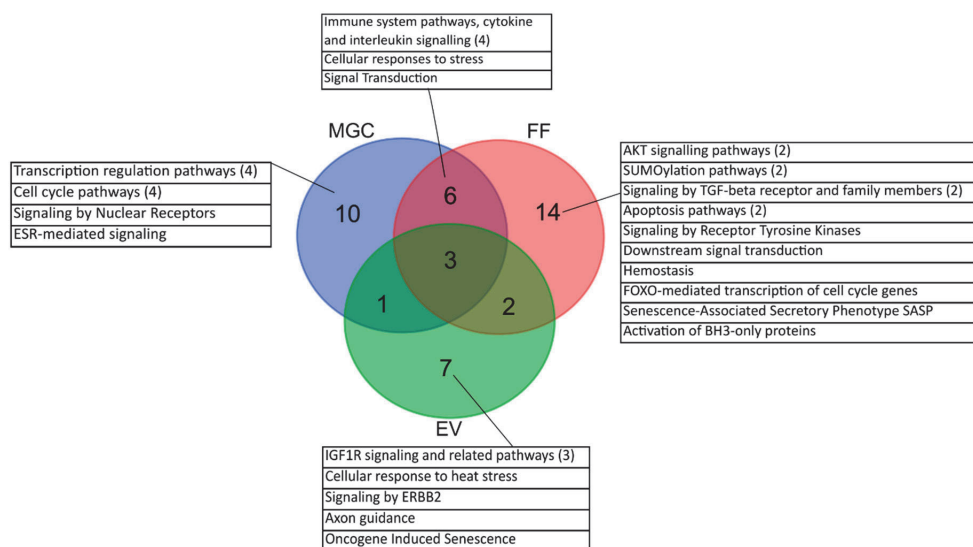 Immune system pathways, cytokine
and interleukin signalling (4)
Cellular responses to stress
Signal Transduction
MGC
FF
Transcription regulation pathways (4)
Cell cycle pathways (4)
Signaling by Nuclear Receptors
ESR-mediated signaling
AKT signalling pathways (2)
SUMOylation pathways (2)
Signaling by TGF-beta receptor and family members (2)
Apoptosis pathways (2)
Signaling by Receptor Tyrosine Kinases
Downstream signal transduction
Hemostasis
FOXO-mediated transcription of cell cycle genes
Senescence-Associated Secretory Phenotype SASP
Activation of BH3-only proteins
10
6
14
3
1
2
7
EV
IGF1R signaling and related pathways (3)
Cellular response to heat stress
Signaling by ERBB2
Axon guidance
Oncogene Induced Senescence